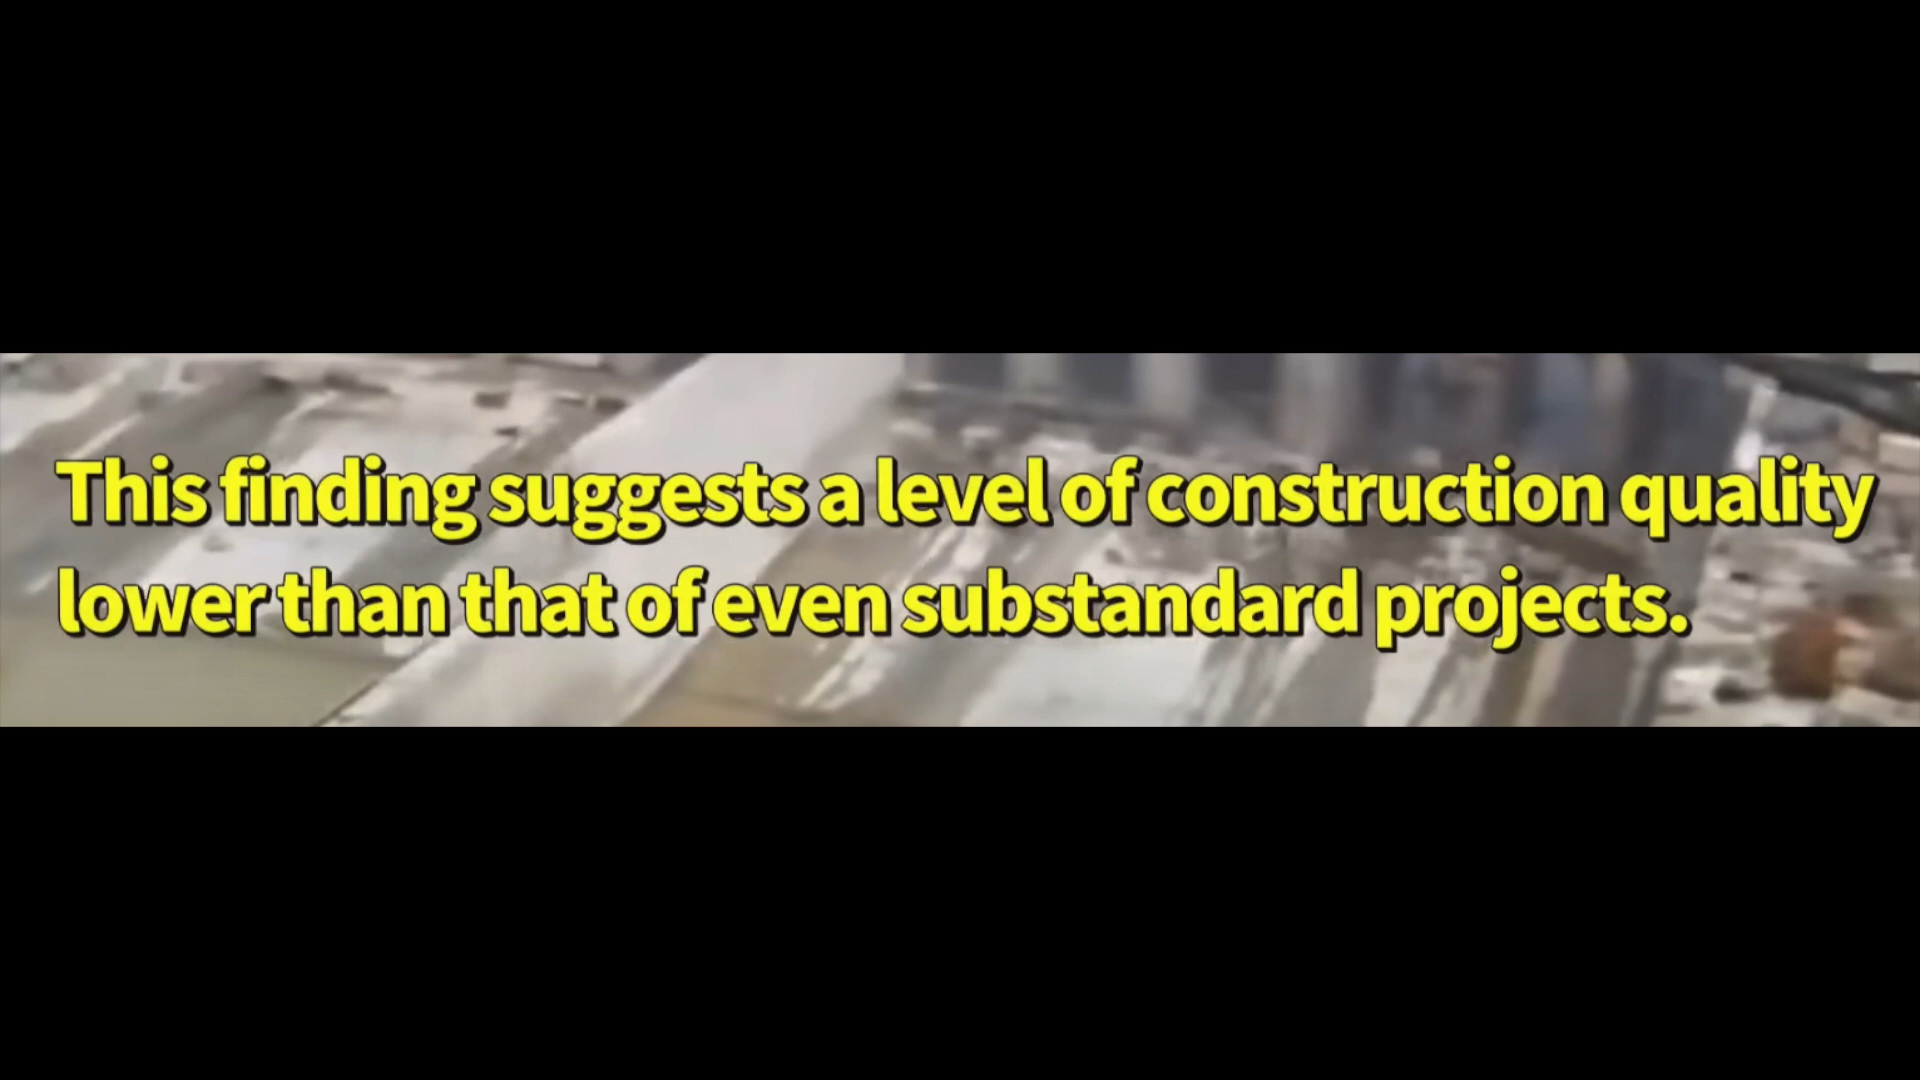 This finding suggests a level of construction quality
lower than that of even substandard projects.